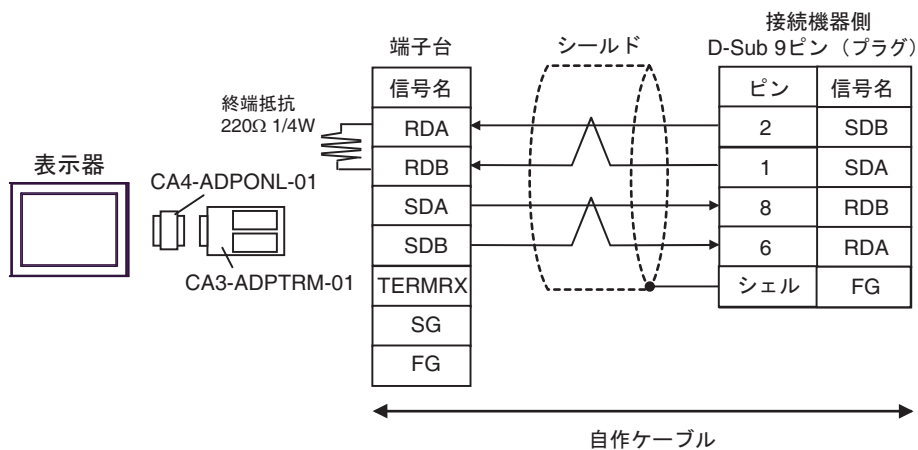 接続機器側
端子台
シールド
D-Sub 9ピン（プラグ）
信号名
ピン
信号名
終端抵抗
220Ω 1/4W
RDA
2
SDB
表示器
RDB
1
SDA
CA4-ADPONL-01
SDA
8
RDB
SDB
6
RDA
CA3-ADPTRM-01
TERMRX
シェル
FG
SG
FG
自作ケーブル